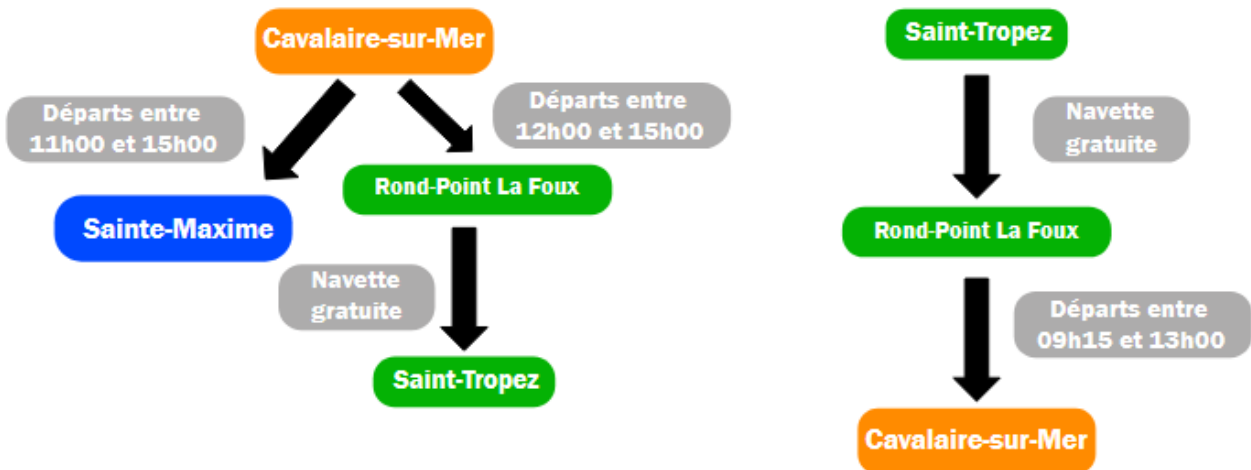 Cavalaire-sur-Mer
Départs entre
11h00 et 15h00
Départs entre
12h00 et 15h00
Rond-Point La Foux
Sainte-Maxime
Navette
gratuite
Saint-Tropez
Saint-Tropez
Navette
gratuite
Rond-Point La Foux
Départs entre
09h15 et 13h00
Cavalaire-sur-Mer